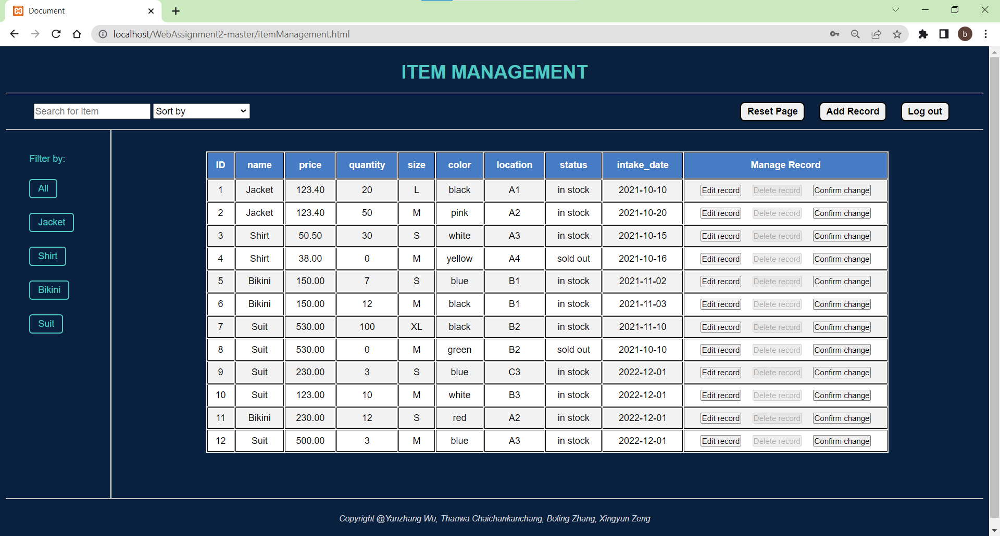 Document
localhost/WebAssignment2-master/itemManagement.html
b
ITEM MANAGEMENT
Search for item Sort by Reset Page Add Record Log out
Filter by:
All
Jacket
Shirt
Bikini
Suit
ID name price quantity size color location status intake_date Manage Record
1 Jacket 123.40 20 L black A1 in stock 2021-10-10 Edit record Delete record Confirm change
2 Jacket 123.40 50 M pink A2 in stock 2021-10-20 Edit record Delete record Confirm change
3 Shirt 50.50 30 S white A3 in stock 2021-10-15 Edit record Delete record Confirm change
4 Shirt 38.00 0 M yellow A4 sold out 2021-10-16 Edit record Delete record Confirm change
5 Bikini 150.00 7 S blue B1 in stock 2021-11-02 Edit record Delete record Confirm change
6 Bikini 150.00 12 M black B1 in stock 2021-11-03 Edit record Delete record Confirm change
7 Suit 530.00 100 XL black B2 in stock 2021-11-10 Edit record Delete record Confirm change
8 Suit 530.00 0 M green B2 sold out 2021-10-10 Edit record Delete record Confirm change
9 Suit 230.00 3 S blue C3 in stock 2022-12-01 Edit record Delete record Confirm change
10 Suit 123.00 10 M white B3 in stock 2022-12-01 Edit record Delete record Confirm change
11 Bikini 230.00 12 S red A2 in stock 2022-12-01 Edit record Delete record Confirm change
12 Suit 500.00 3 M blue A3 in stock 2022-12-01 Edit record Delete record Confirm change
Copyright @Yanzhang Wu, Thanwa Chaichankanchang, Boling Zhang, Xingyun Zeng